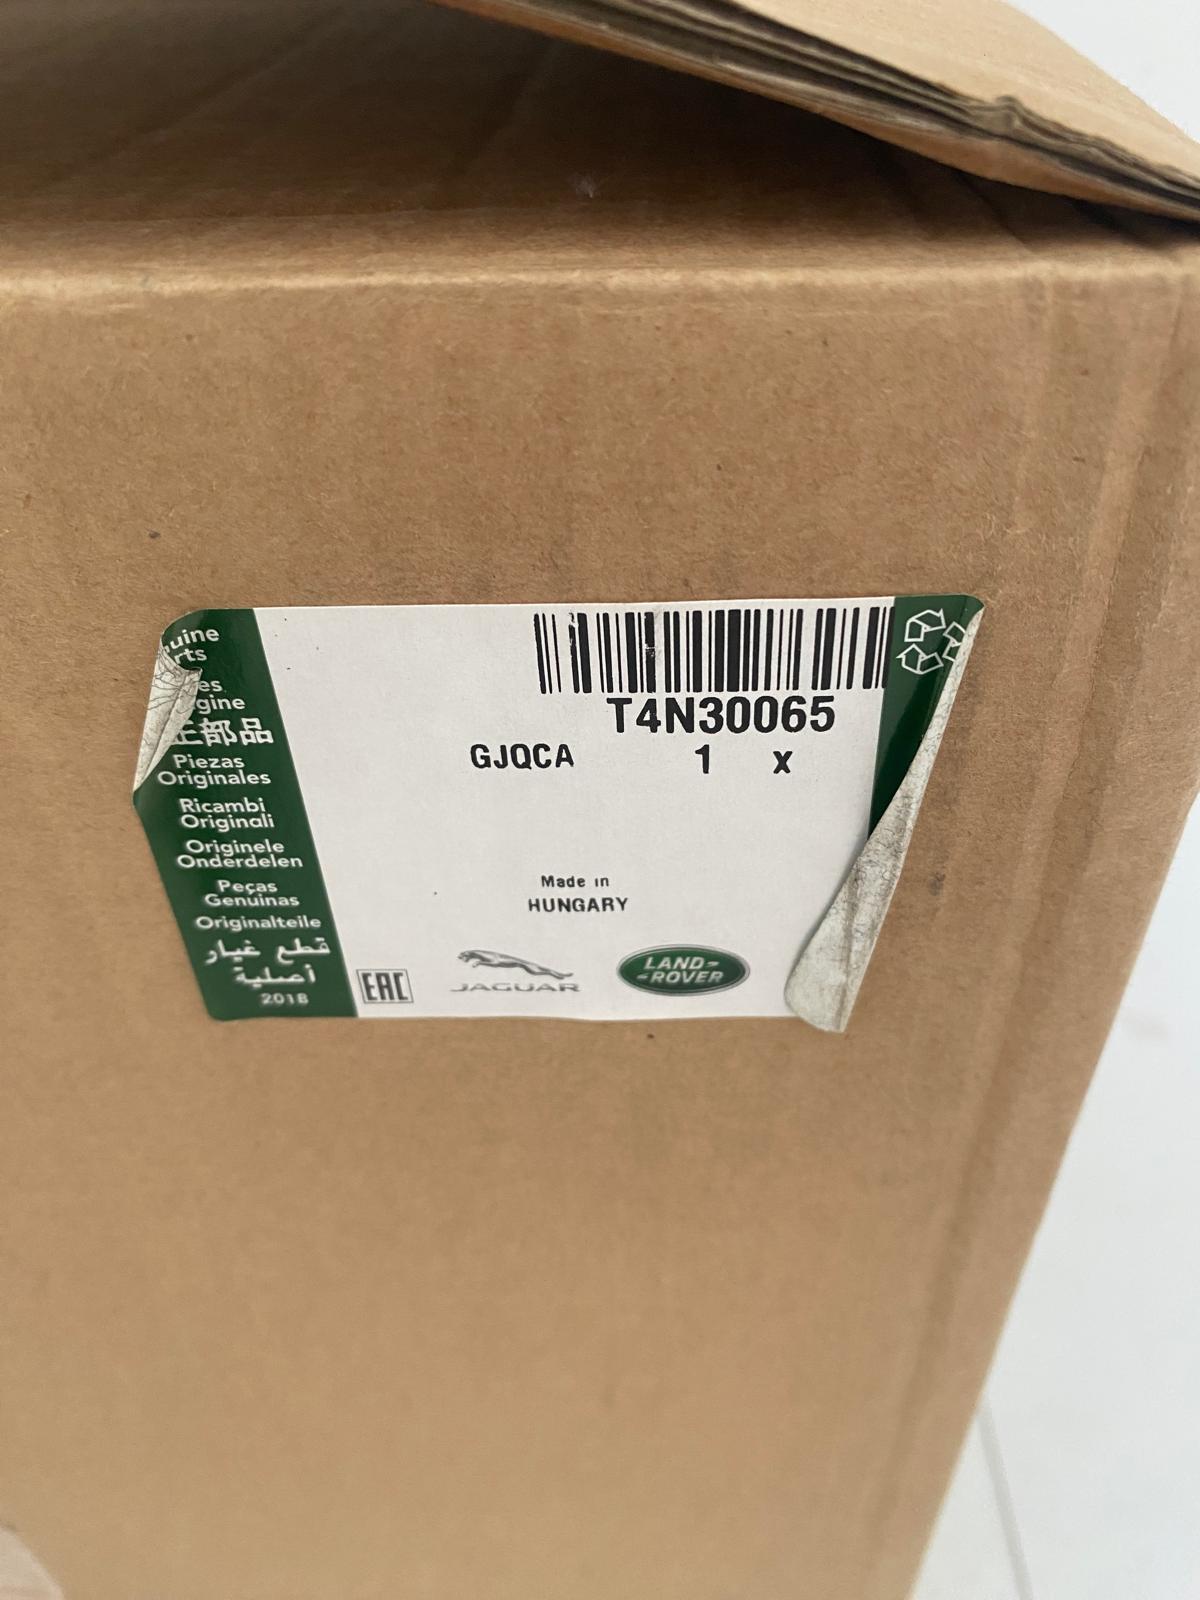 T4N30065
GJQCA 1 x
Made in
HUNGARY
EAC
JAGUAR
LAND-
-ROVER
Piezas
Originales
Ricambi
Originali
Originele
Onderdelen
Peças
Genuinas
Originalteile
قطع غيار
أصلية
2018